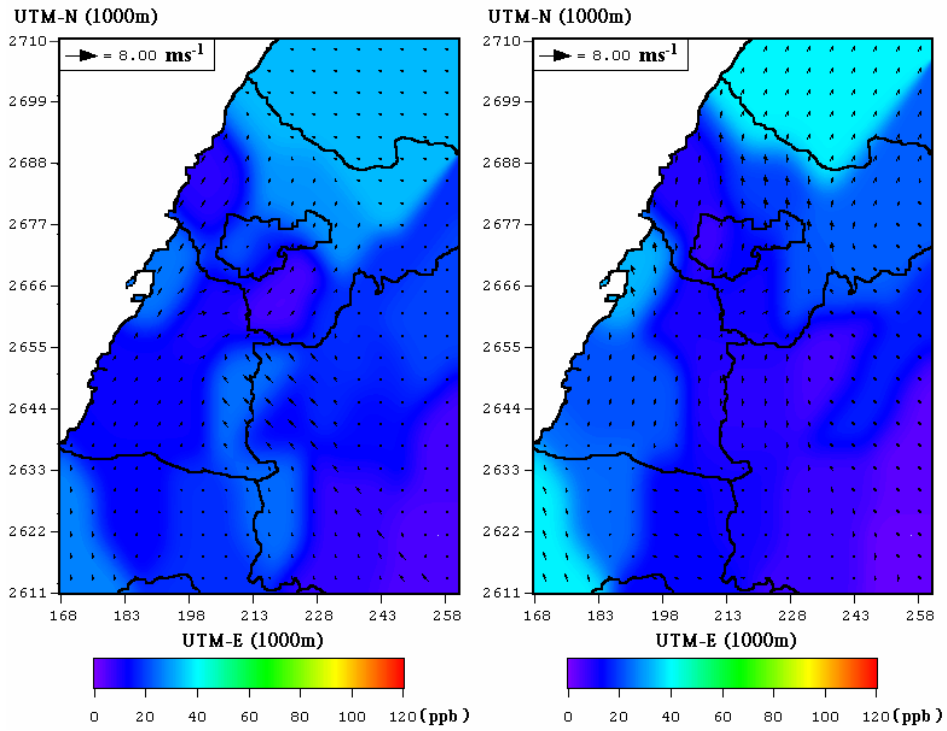 UTM-N (1000m)
2710
2699
2688
2677
2666
2655
2644
2633
2622
2611
= 8.00 ms-1
168 183 198 213 228 243 258
UTM-E (1000m)
0 20 40 60 80 100 120 (ppb)
UTM-N (1000m)
2710
2699
2688
2677
2666
2655
2644
2633
2622
2611
= 8.00 ms-1
168 183 198 213 228 243 258
UTM-E (1000m)
0 20 40 60 80 100 120 (ppb)